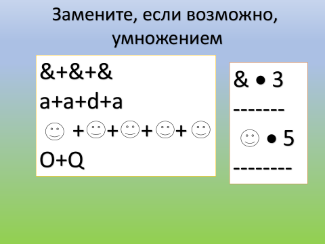 Замените, если возможно,
умножением
&+&+&
a+a+d+a
☺+☺+☺+☺+☺
O+Q
& • 3
-------
☺ • 5
--------